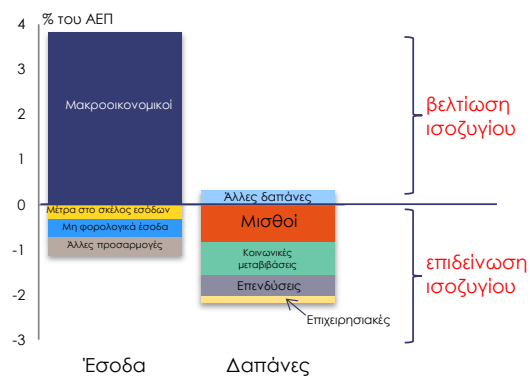 % του ΑΕΠ
4
3
2
1
0
-1
-2
-3
Μακροοικονομικοί
Μέτρα στο σκέλος εσόδων
Μη φορολογικά έσοδα
Άλλες προσαρμογές
Άλλες δαπάνες
Μισθοί
Κοινωνικές
μεταβιβάσεις
Επενδύσεις
Επιχειρησιακές
βελτίωση
ισοζυγίου
επιδείνωση
ισοζυγίου
Έσοδα
Δαπάνες